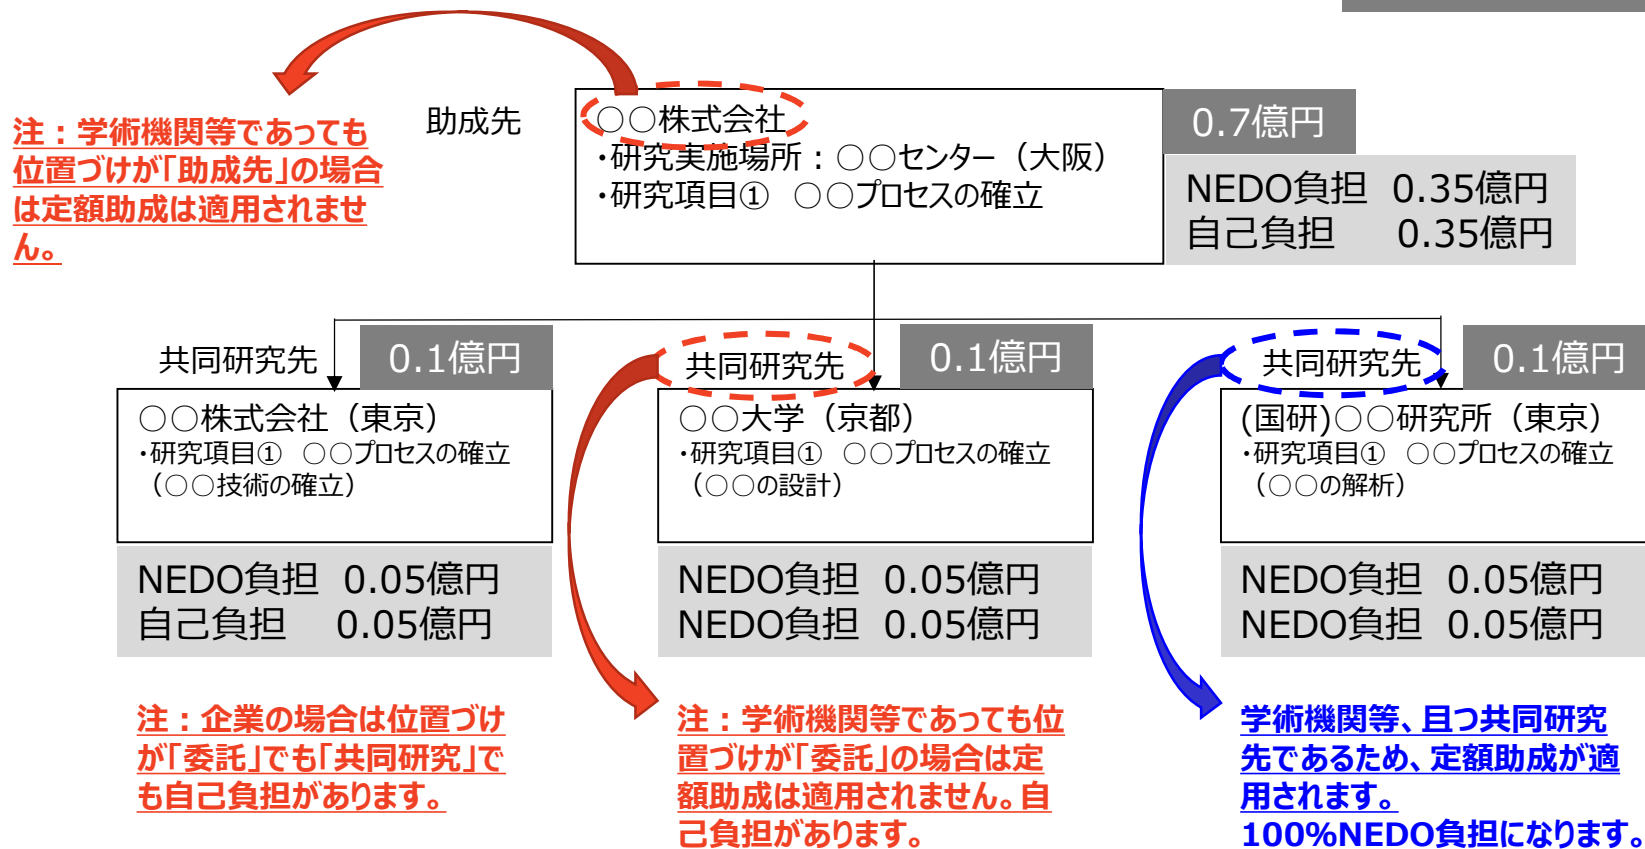 注：学術機関等であっても
位置づけが「助成先」の場合
は定額助成は適用されませ
ん。
助成先
○○株式会社
・研究実施場所：○○センター（大阪）
・研究項目① ○○プロセスの確立
0.7億円
NEDO負担 0.35億円
自己負担 0.35億円
共同研究先
0.1億円
○○株式会社（東京）
・研究項目① ○○プロセスの確立
（○○技術の確立）
NEDO負担 0.05億円
自己負担 0.05億円
注：企業の場合は位置づけ
が「委託」でも「共同研究」で
も自己負担があります。
共同研究先
0.1億円
○○大学（京都）
・研究項目① ○○プロセスの確立
（○○の設計）
NEDO負担 0.05億円
NEDO負担 0.05億円
注：学術機関等であっても位
置づけが「委託」の場合は定
額助成は適用されません。自
己負担があります。
共同研究先
0.1億円
(国研)○○研究所（東京）
・研究項目① ○○プロセスの確立
（○○の解析）
NEDO負担 0.05億円
NEDO負担 0.05億円
学術機関等、且つ共同研究
先であるため、定額助成が適
用されます。
100%NEDO負担になります。